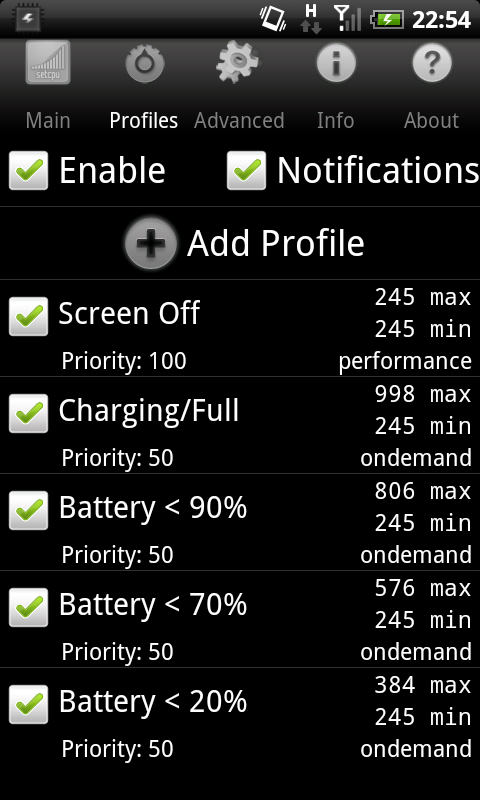 H 22:54
setcpu
Main Profiles Advanced Info About
Enable Notifications
Add Profile
245 max
Screen Off
245 min
Priority: 100 performance
998 max
Charging/Full
245 min
Priority: 50 ondemand
806 max
Battery < 90%
245 min
Priority: 50 ondemand
576 max
Battery < 70%
245 min
Priority: 50 ondemand
384 max
Battery < 20%
245 min
Priority: 50 ondemand